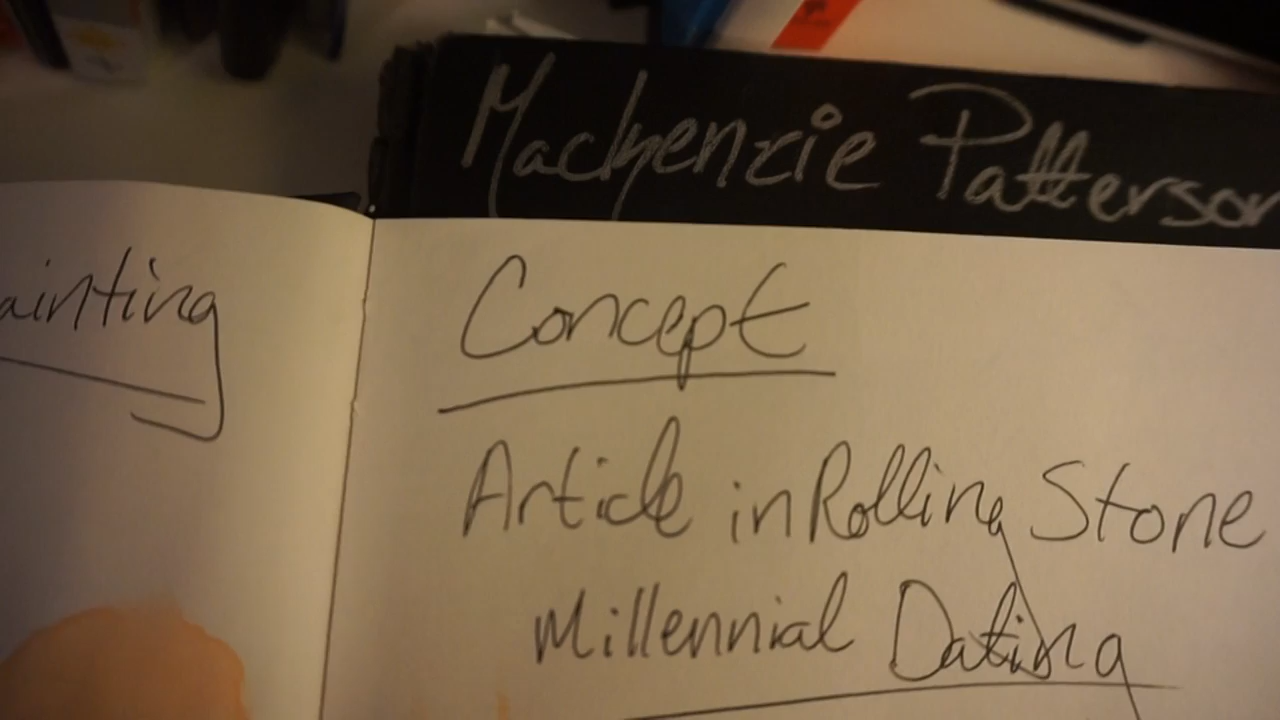 Mackenzie Patterson
ainting
Concept
Article in Rolling Stone
Millennial Dating